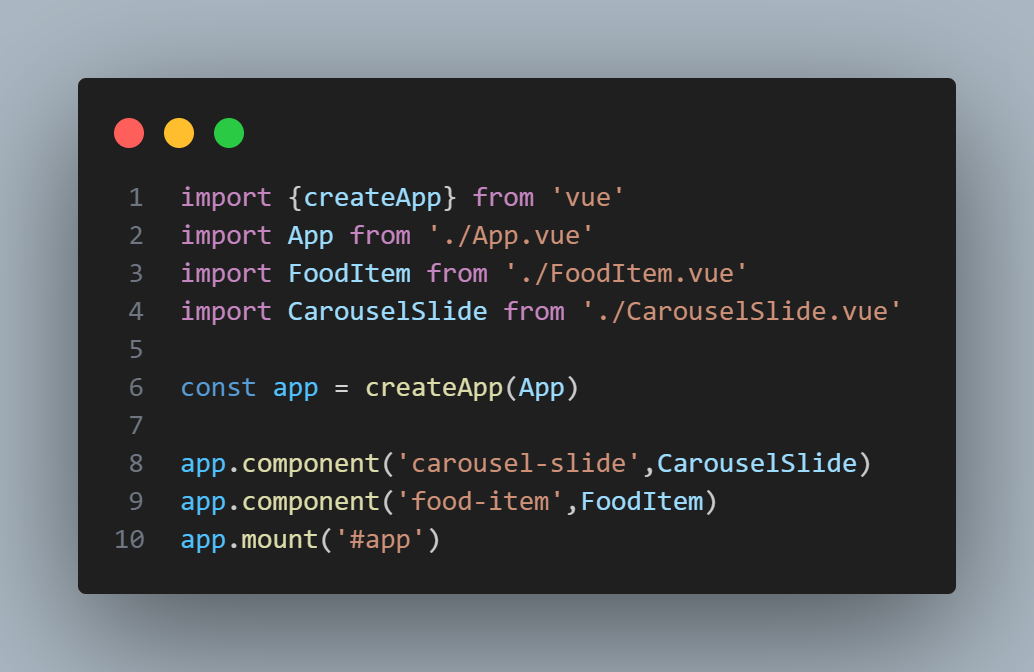 1 import {createApp} from 'vue'
2 import App from './App.vue'
3 import FoodItem from './FoodItem.vue'
4 import CarouselSlide from './CarouselSlide.vue'
5
6 const app = createApp(App)
7
8 app.component('carousel-slide',CarouselSlide)
9 app.component('food-item',FoodItem)
10 app.mount('#app')